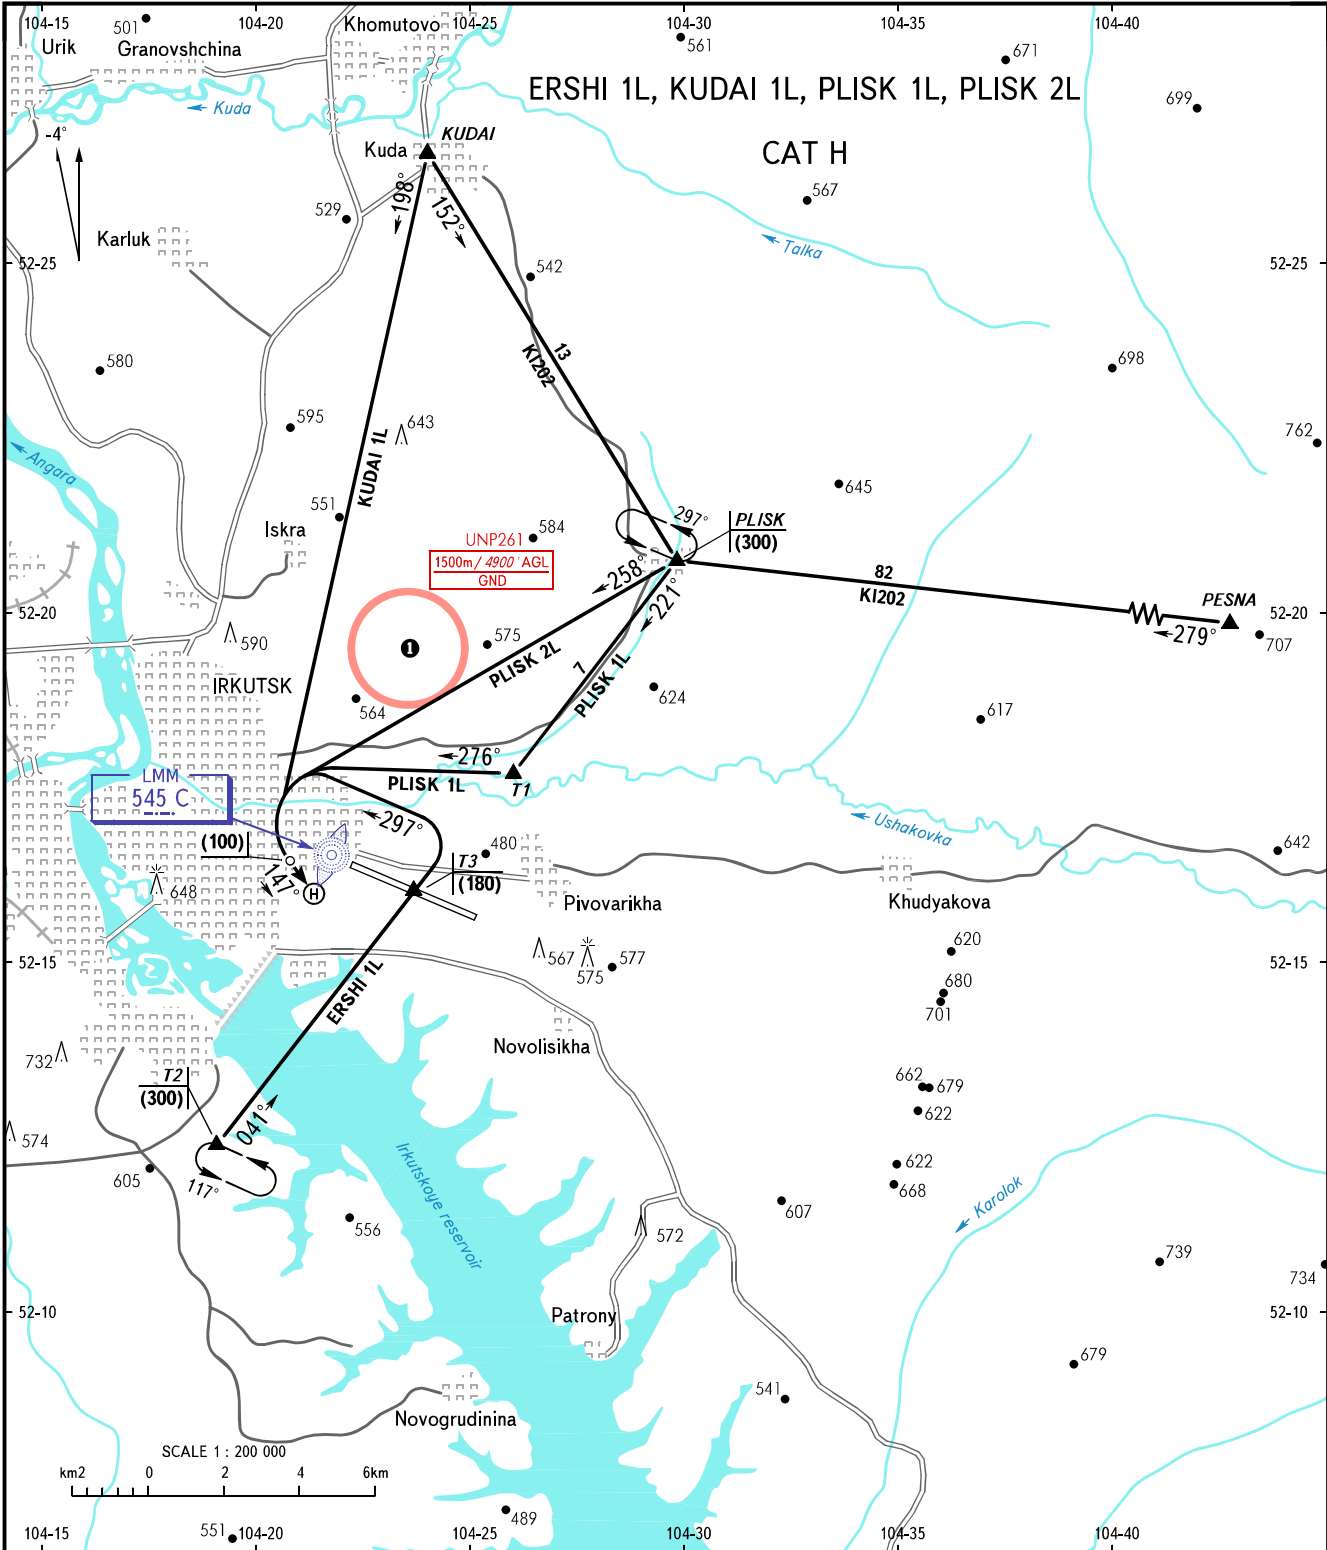 104-15
104-20
104-25
104-30
104-35
104-40
501
Urik
Granovshchina
Khomutovo
561
671
ERSHI 1L, KUDAI 1L, PLISK 1L, PLISK 2L
699
Kuda
-4°
KUDAI
Kuda
CAT H
198°
152°
567
529
Karluk
Talka
52-25
52-25
542
13
KI202
580
698
595
643
762
Angara
KUDAI 1L
645
551
Iskra
584
297°
PLISK
(300)
UNP261
1500m / 4900' AGL
GND
258°
221°
82
KI202
PESNA
279°
707
52-20
52-20
590
1
575
PLISK 2L
7
PLISK 1L
IRKUTSK
564
624
617
276°
PLISK 1L
T1
LMM
545 C
297°
Ushakovka
(100)
147°
H
T3
(180)
480
642
648
Pivovarikha
Khudyakova
620
567
575
577
52-15
52-15
680
701
ERSHI 1L
Novolisikha
732
T2
(300)
662
679
622
574
041°
117°
605
622
668
Irkutskoye reservoir
556
607
572
Karolok
739
734
52-10
52-10
Patrony
679
541
Novogrudinina
SCALE 1 : 200 000
km2 0 2 4 6km
489
551
104-15
104-20
104-25
104-30
104-35
104-40